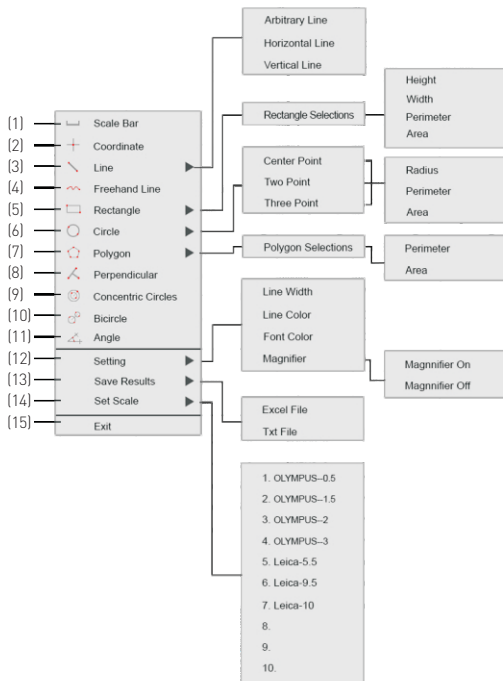 (1) Scale Bar
(2) Coordinate
(3) Line
(4) Freehand Line
(5) Rectangle
(6) Circle
(7) Polygon
(8) Perpendicular
(9) Concentric Circles
(10) Bicircle
(11) Angle
(12) Setting
(13) Save Results
(14) Set Scale
(15) Exit
Arbitrary Line
Horizontal Line
Vertical Line
Rectangle Selections
Height
Width
Perimeter
Area
Center Point
Two Point
Three Point
Radius
Perimeter
Area
Polygon Selections
Perimeter
Area
Line Width
Line Color
Font Color
Magnifier
Magnnifier On
Magnnifier Off
Excel File
Txt File
1. OLYMPUS--0.5
2. OLYMPUS--1.5
3. OLYMPUS--2
4. OLYMPUS--3
5. Leica-5.5
6. Leica-9.5
7. Leica-10
8.
9.
10.